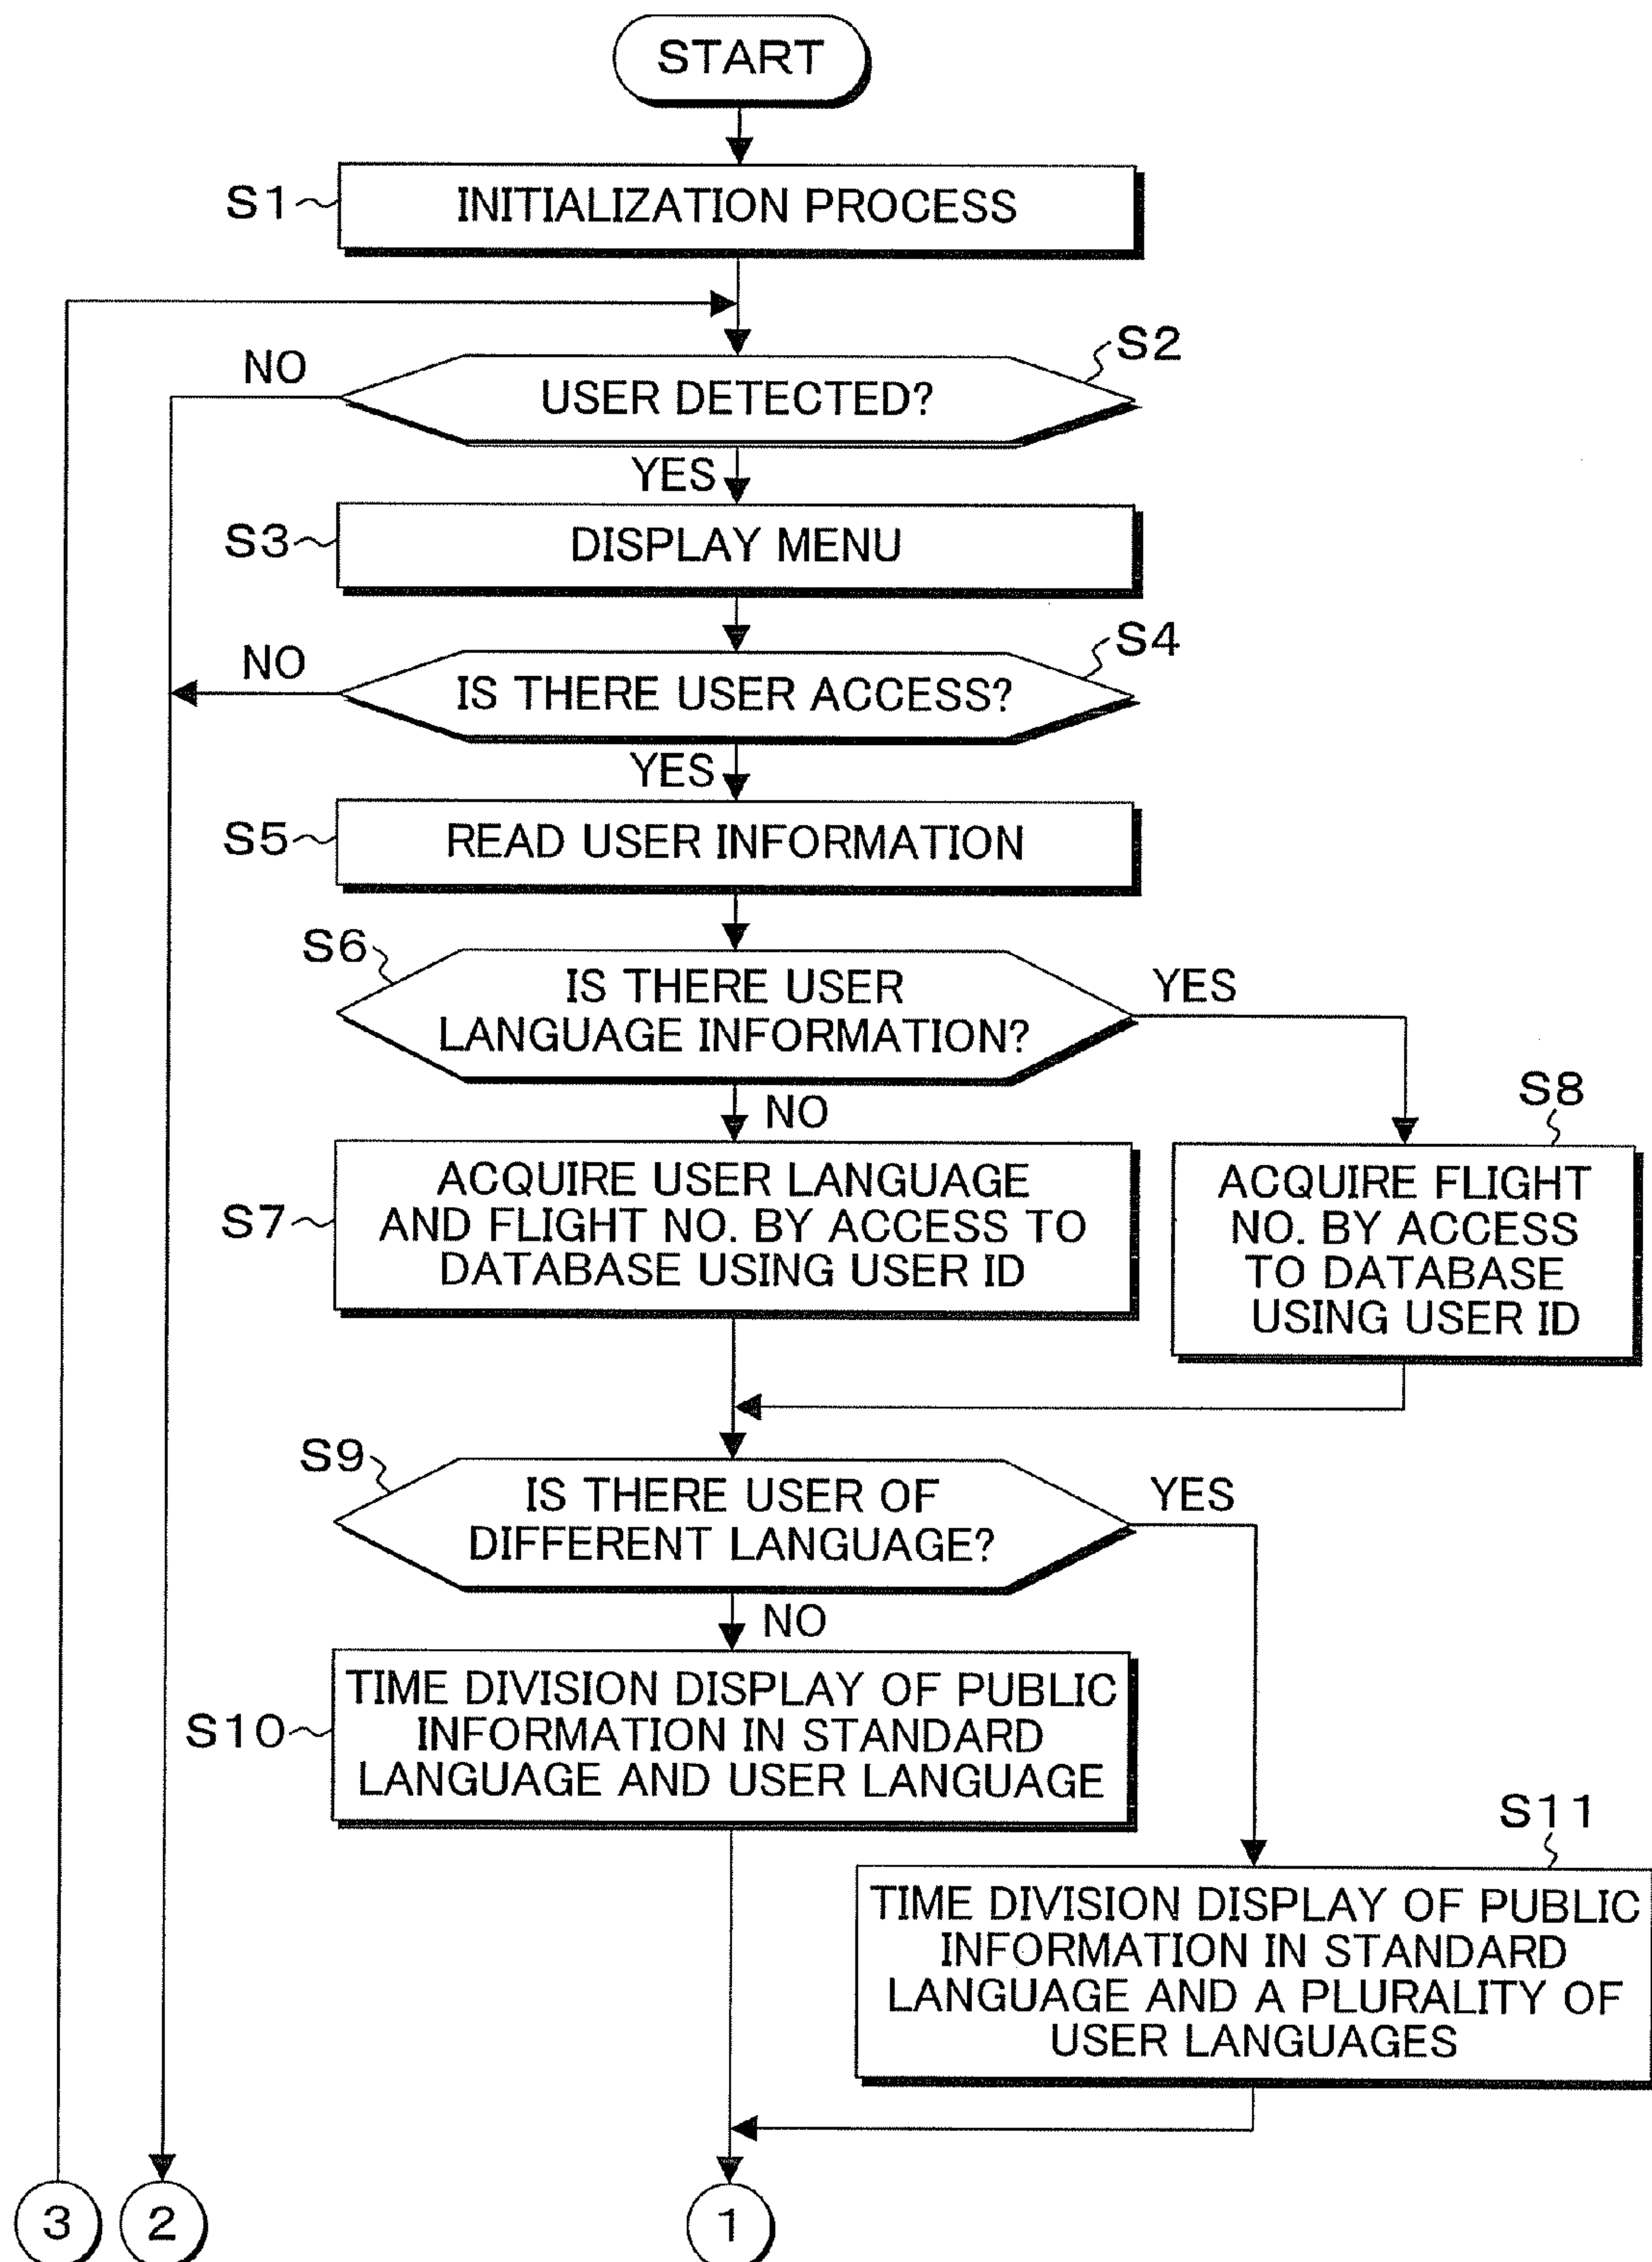 START
S1
INITIALIZATION PROCESS
S2
NO
USER DETECTED?
YES
S3
DISPLAY MENU
S4
NO
IS THERE USER ACCESS?
YES
S5
READ USER INFORMATION
S6
IS THERE USER
LANGUAGE INFORMATION?
YES
NO
S8
S7
ACQUIRE USER LANGUAGE
AND FLIGHT NO. BY ACCESS TO
DATABASE USING USER ID
ACQUIRE FLIGHT
NO. BY ACCESS
TO DATABASE
USING USER ID
S9
IS THERE USER OF
DIFFERENT LANGUAGE?
YES
NO
S10
TIME DIVISION DISPLAY OF PUBLIC
INFORMATION IN STANDARD
LANGUAGE AND USER LANGUAGE
S11
TIME DIVISION DISPLAY OF PUBLIC
INFORMATION IN STANDARD
LANGUAGE AND A PLURALITY OF
USER LANGUAGES
3
2
1